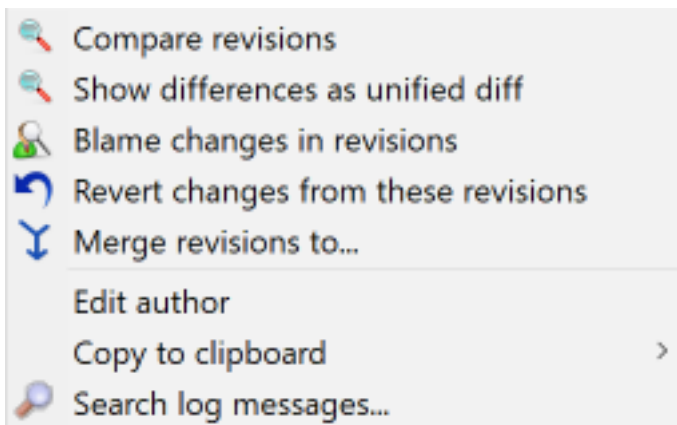 Compare revisions
Show differences as unified diff
Blame changes in revisions
Revert changes from these revisions
Merge revisions to...
Edit author
Copy to clipboard
Search log messages...